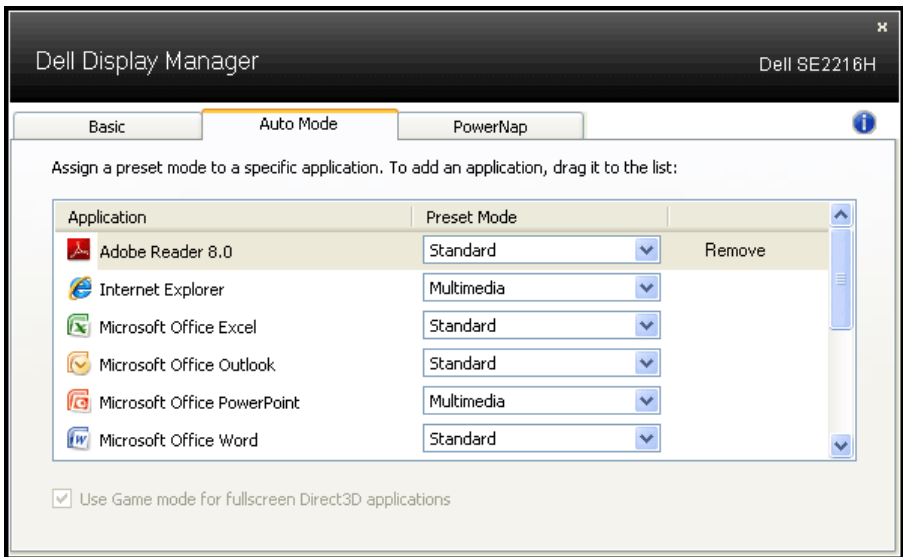 Dell Display Manager
Dell SE2216H
Basic
Auto Mode
PowerNap
Assign a preset mode to a specific application. To add an application, drag it to the list:
Application Preset Mode
Adobe Reader 8.0 Standard Remove
Internet Explorer Multimedia
Microsoft Office Excel Standard
Microsoft Office Outlook Standard
Microsoft Office PowerPoint Multimedia
Microsoft Office Word Standard
Use Game mode for fullscreen Direct3D applications